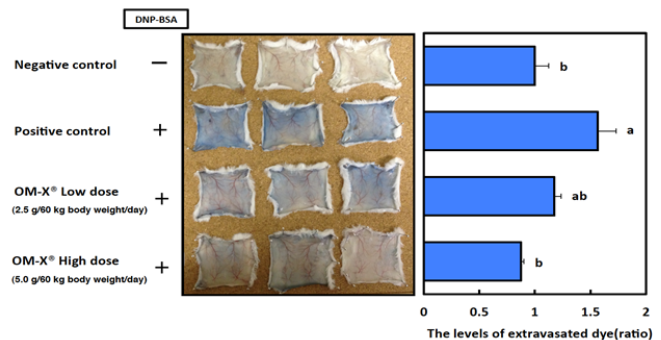 DNP-BSA
Negative control −
b
Positive control +
a
OM-X® Low dose +
(2.5 g/60 kg body weight/day)
ab
OM-X® High dose +
(5.0 g/60 kg body weight/day)
b
0 0.5 1 1.5 2
The levels of extravasated dye(ratio)